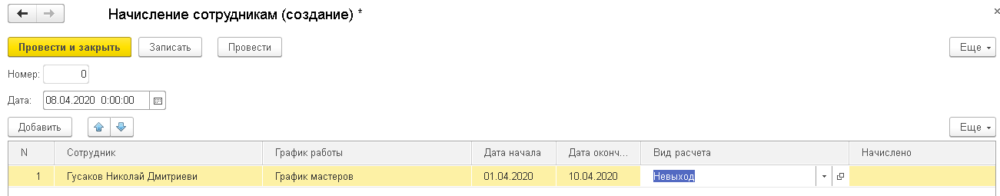 Начисление сотрудникам (создание) *
Провести и закрыть Записать Провести Еще
Номер: 0
Дата: 08.04.2020 0:00:00
Добавить Еще
N Сотрудник График работы Дата начала Дата оконч... Вид расчета Начислено
1 Гусаков Николай Дмитриеви График мастеров 01.04.2020 10.04.2020 Невыход